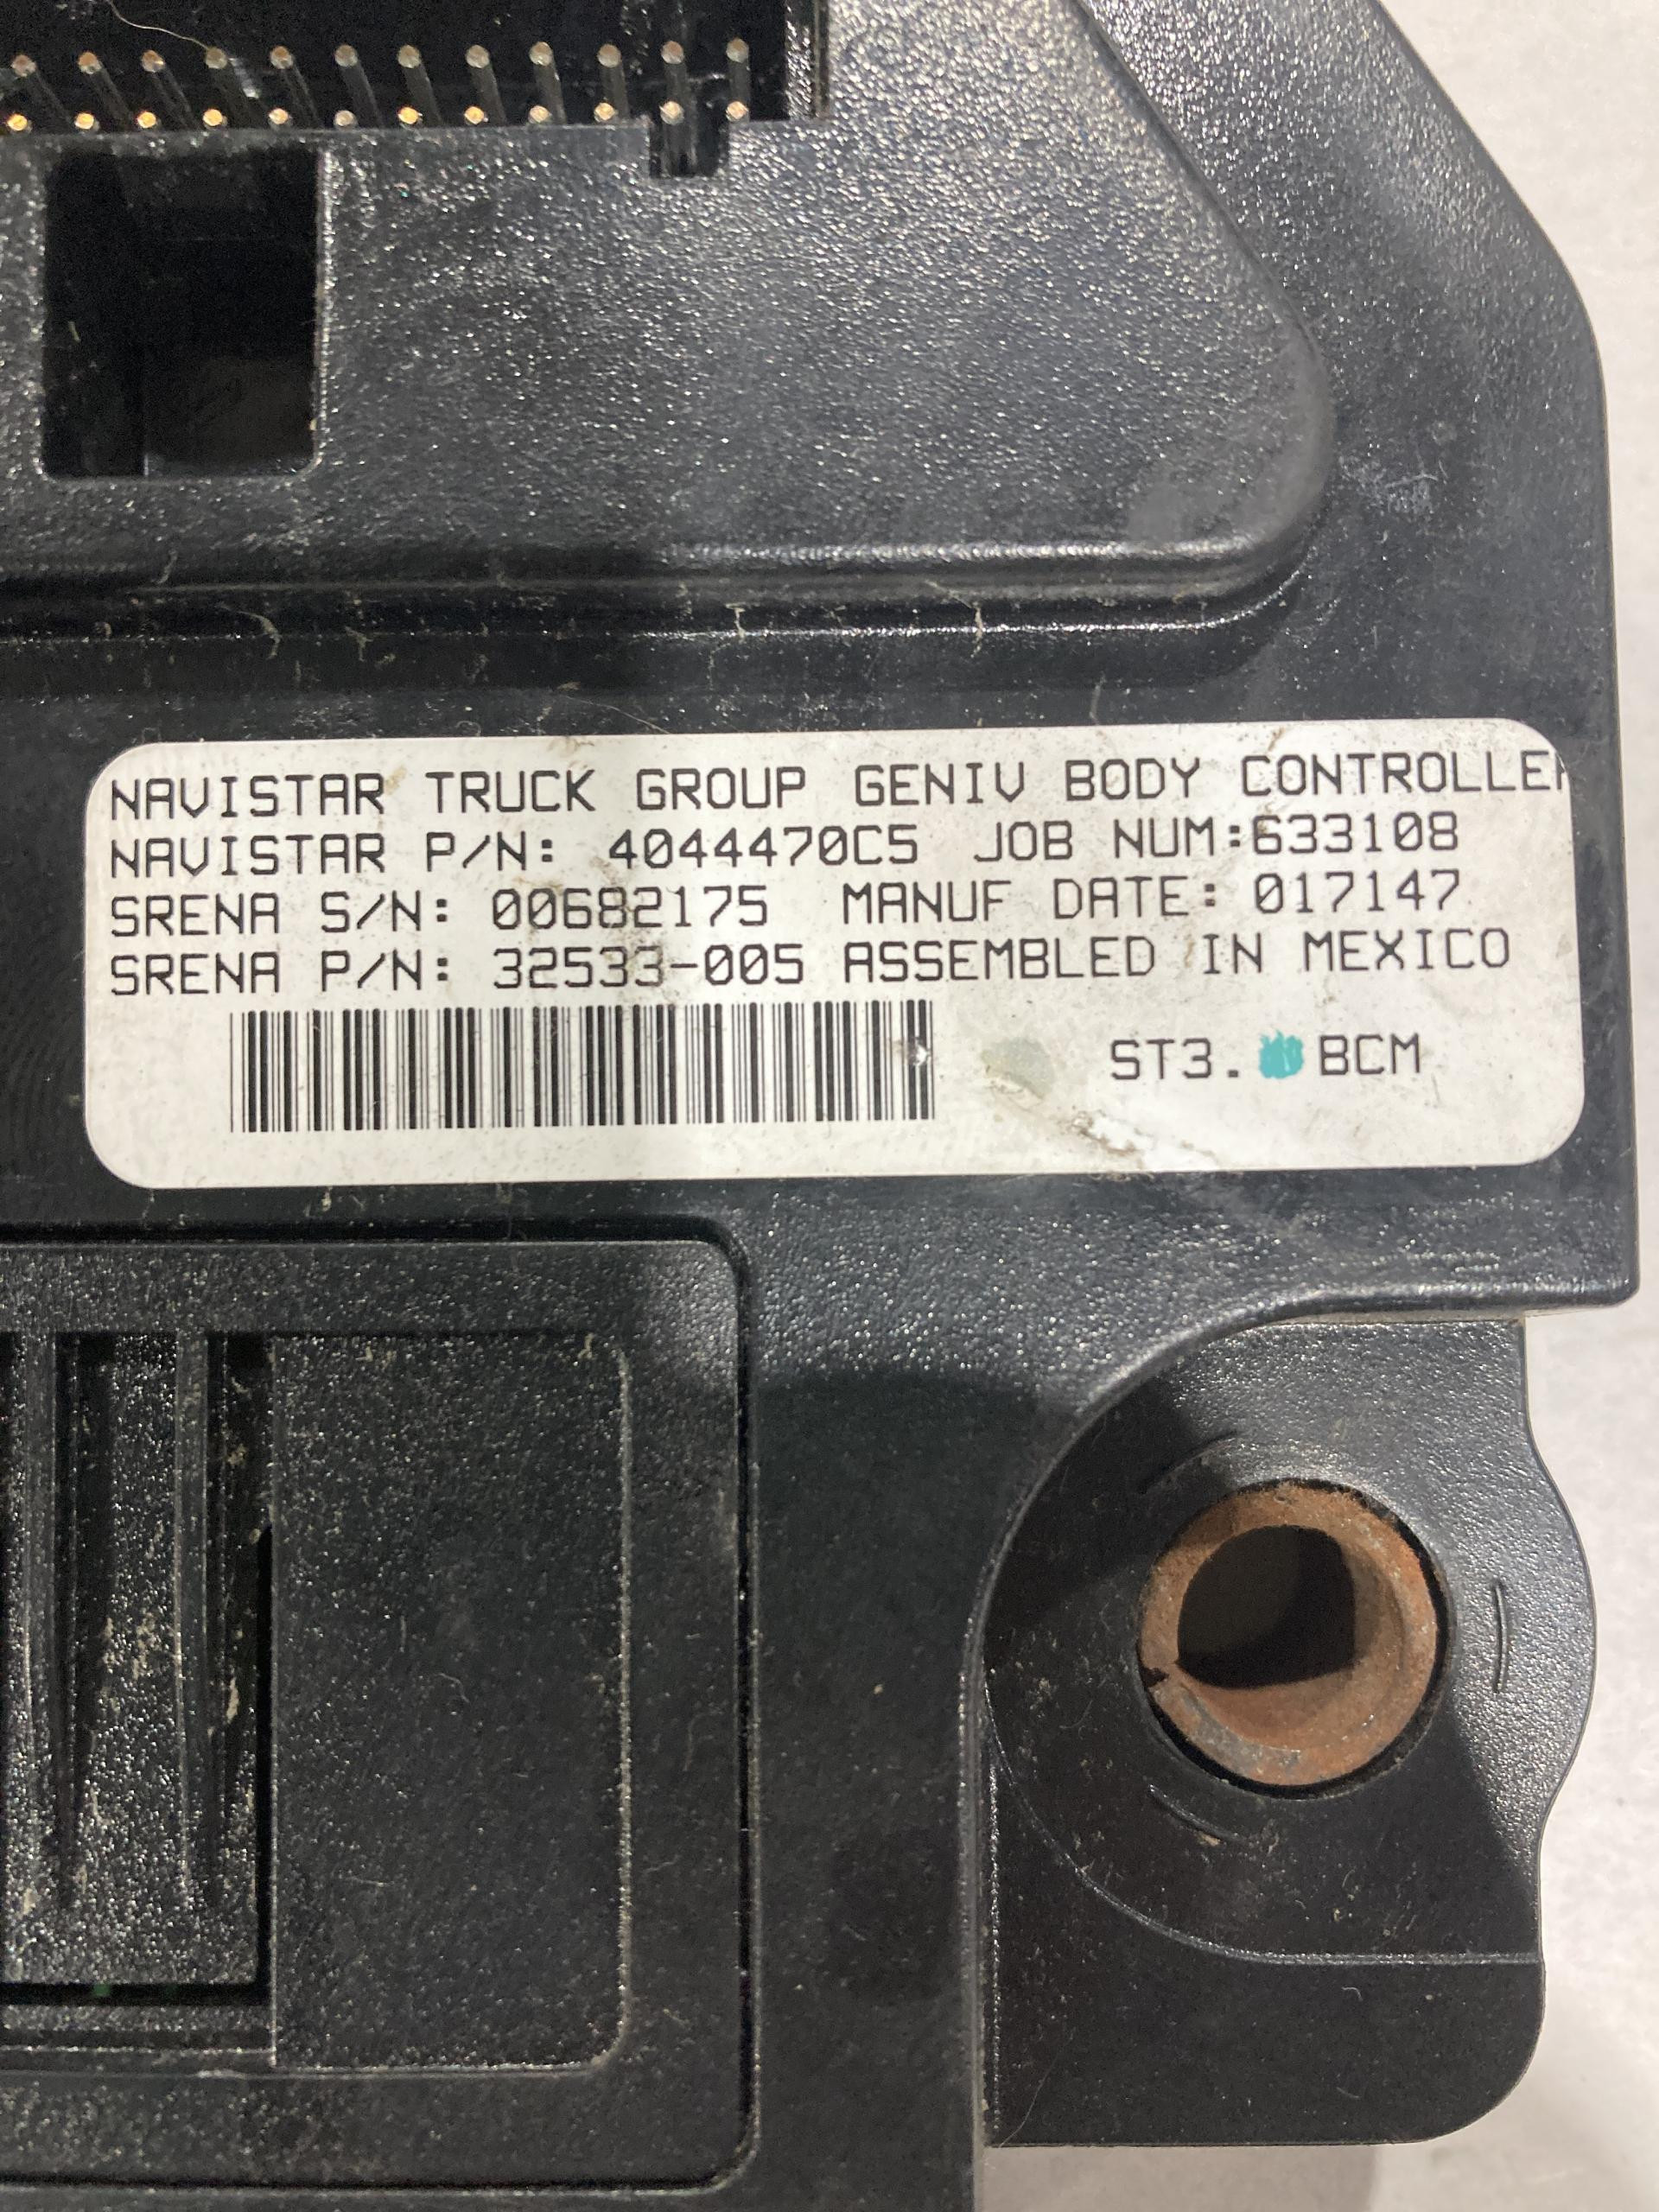 NAVISTAR TRUCK GROUP GENIV BODY CONTROLLER
NAVISTAR P/N: 4044470C5 JOB NUM:633108
SRENA S/N: 00682175 MANUF DATE: 017147
SRENA P/N: 32533-005 ASSEMBLED IN MEXICO
ST3. BCM